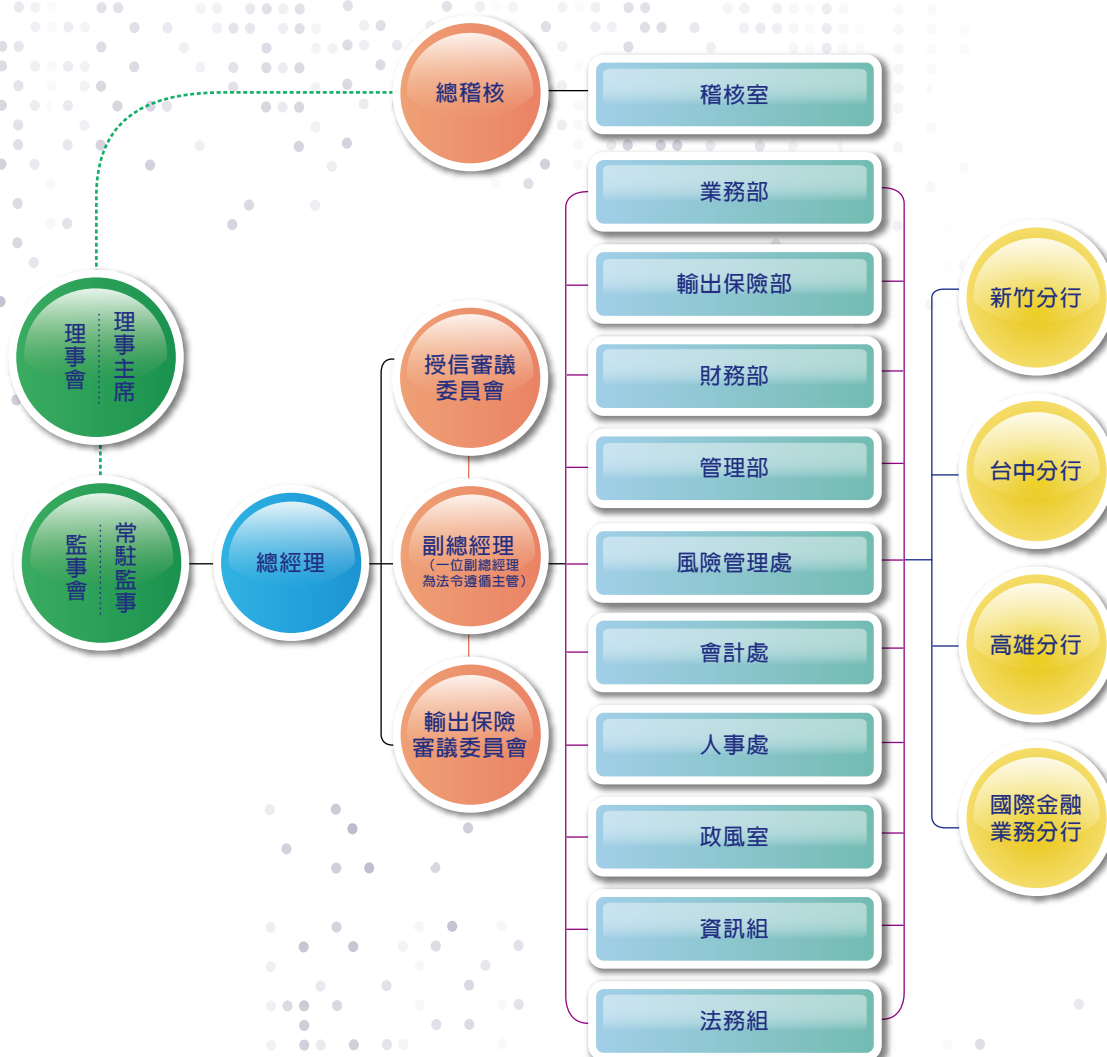 總稽核
稽核室
業務部
輸出保險部
財務部
管理部
風險管理處
會計處
人事處
政風室
資訊組
法務組
理事主席
理事會
常駐監事
監事會
總經理
授信審議
委員會
副總經理
（一位副總經理
為法令遵循主管）
輸出保險
審議委員會
新竹分行
台中分行
高雄分行
國際金融
業務分行